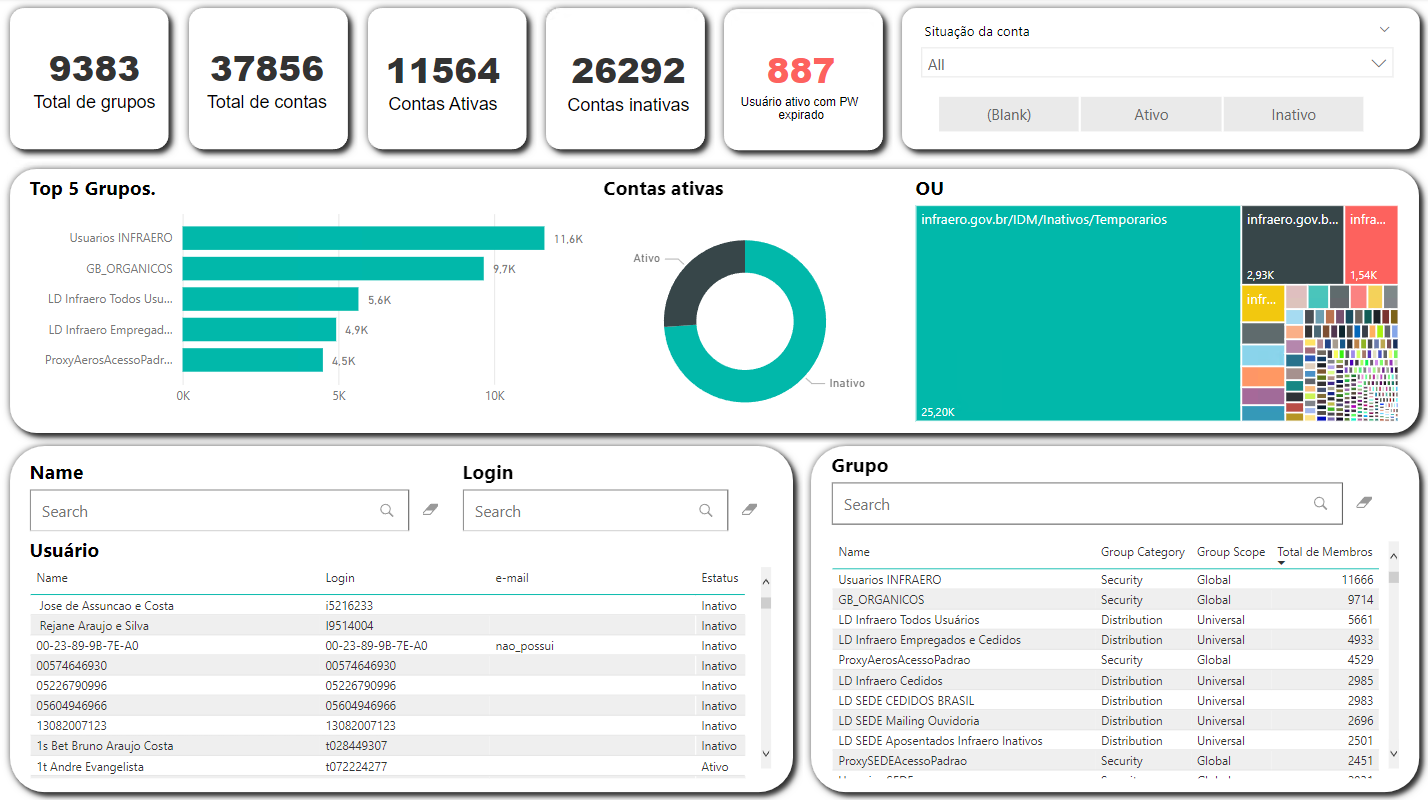 9383
Total de grupos
37856
Total de contas
11564
Contas Ativas
26292
Contas inativas
887
Usuário ativo com PW
expirado
Situação da conta
All
(Blank)
Ativo
Inativo
Top 5 Grupos.
Usuarios INFRAERO
11,6K
GB_ORGANICOS
9,7K
LD Infraero Todos Usu...
5,6K
LD Infraero Empregad...
4,9K
ProxyAerosAcessoPadr...
4,5K
0K
5K
10K
Contas ativas
Ativo
Inativo
OU
infraero.gov.br/IDM/Inativos/Temporarios
25,20K
infraero.gov.b...
2,93K
infra...
1,54K
infr...
Name
Search
Login
Search
Usuário
Name Login e-mail Estatus
Jose de Assuncao e Costa i5216233 Inativo
Rejane Araujo e Silva I9514004 Inativo
00-23-89-9B-7E-A0 00-23-89-9B-7E-A0 nao_possui Inativo
00574646930 00574646930 Inativo
05226790996 05226790996 Inativo
05604946966 05604946966 Inativo
13082007123 13082007123 Inativo
1s Bet Bruno Araujo Costa t028449307 Inativo
1t Andre Evangelista t072224277 Ativo
Grupo
Search
Name Group Category Group Scope Total de Membros
Usuarios INFRAERO Security Global 11666
GB_ORGANICOS Security Global 9714
LD Infraero Todos Usuários Distribution Universal 5661
LD Infraero Empregados e Cedidos Distribution Universal 4933
ProxyAerosAcessoPadrao Security Global 4529
LD Infraero Cedidos Distribution Universal 2985
LD SEDE CEDIDOS BRASIL Distribution Universal 2983
LD SEDE Mailing Ouvidoria Distribution Universal 2696
LD SEDE Aposentados Infraero Inativos Distribution Universal 2501
ProxySEDEAcessoPadrao Security Global 2451